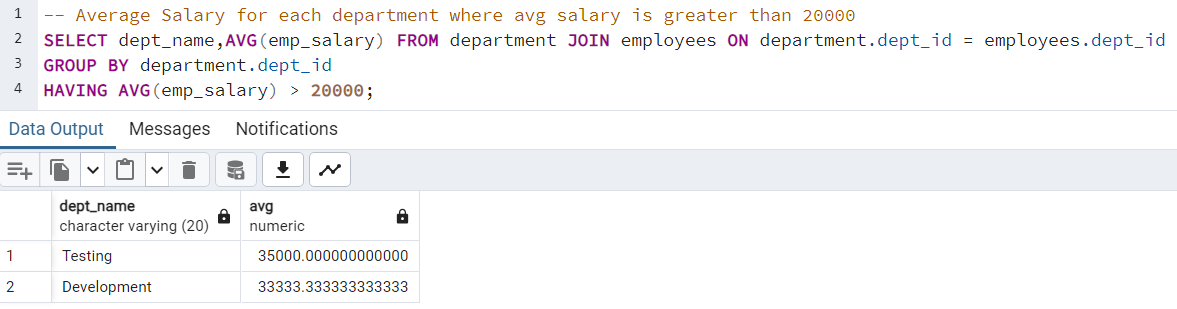 1 -- Average Salary for each department where avg salary is greater than 20000
2 SELECT dept_name,AVG(emp_salary) FROM department JOIN employees ON department.dept_id = employees.dept_id
3 GROUP BY department.dept_id
4 HAVING AVG(emp_salary) > 20000;
Data Output Messages Notifications
dept_name avg
character varying (20) numeric
1 Testing 35000.000000000000
2 Development 33333.333333333333